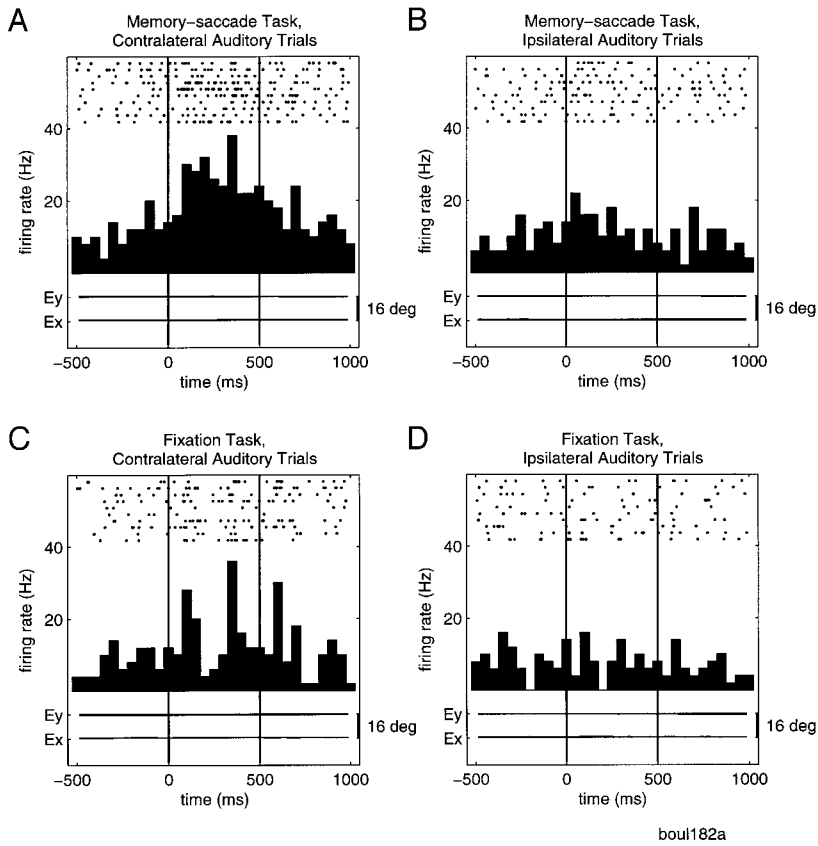 A
Memory-saccade Task,
Contralateral Auditory Trials
firing rate (Hz)
40
20
Ey
Ex
16 deg
-500
0
500
1000
time (ms)
B
Memory-saccade Task,
Ipsilateral Auditory Trials
firing rate (Hz)
40
20
Ey
Ex
16 deg
-500
0
500
1000
time (ms)
C
Fixation Task,
Contralateral Auditory Trials
firing rate (Hz)
40
20
Ey
Ex
16 deg
-500
0
500
1000
time (ms)
D
Fixation Task,
Ipsilateral Auditory Trials
firing rate (Hz)
40
20
Ey
Ex
16 deg
-500
0
500
1000
time (ms)
boul182a